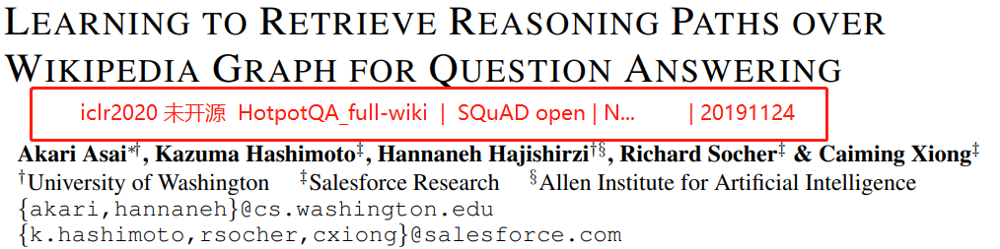 LEARNING TO RETRIEVE REASONING PATHS OVER
WIKIPEDIA GRAPH FOR QUESTION ANSWERING
iclr2020 未开源 HotpotQA_full-wiki | SQuAD open | N... | 20191124
Akari Asai*†, Kazuma Hashimoto‡, Hannaneh Hajishirzi†§, Richard Socher‡ & Caiming Xiong‡
†University of Washington ‡Salesforce Research §Allen Institute for Artificial Intelligence
{akari,hannaneh}@cs.washington.edu
{k.hashimoto,rsocher,cxiong}@salesforce.com